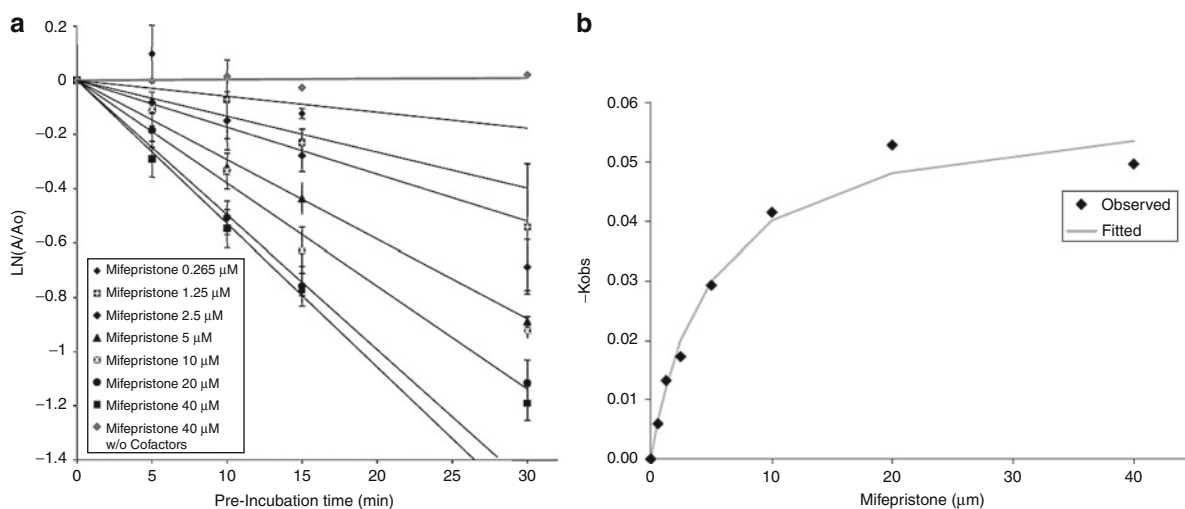 a
0.2
0
−0.2
−0.4
−0.6
−0.8
−1
−1.2
−1.4
LN(A/Ao)
Mifepristone 0.265 μM
Mifepristone 1.25 μM
Mifepristone 2.5 μM
Mifepristone 5 μM
Mifepristone 10 μM
Mifepristone 20 μM
Mifepristone 40 μM
Mifepristone 40 μM
w/o Cofactors
0 5 10 15 20 25 30
Pre-Incubation time (min)
b
0.06
0.05
0.04
0.03
0.02
0.01
0.00
−Kobs
Observed
Fitted
0 10 20 30 40
Mifepristone (μm)